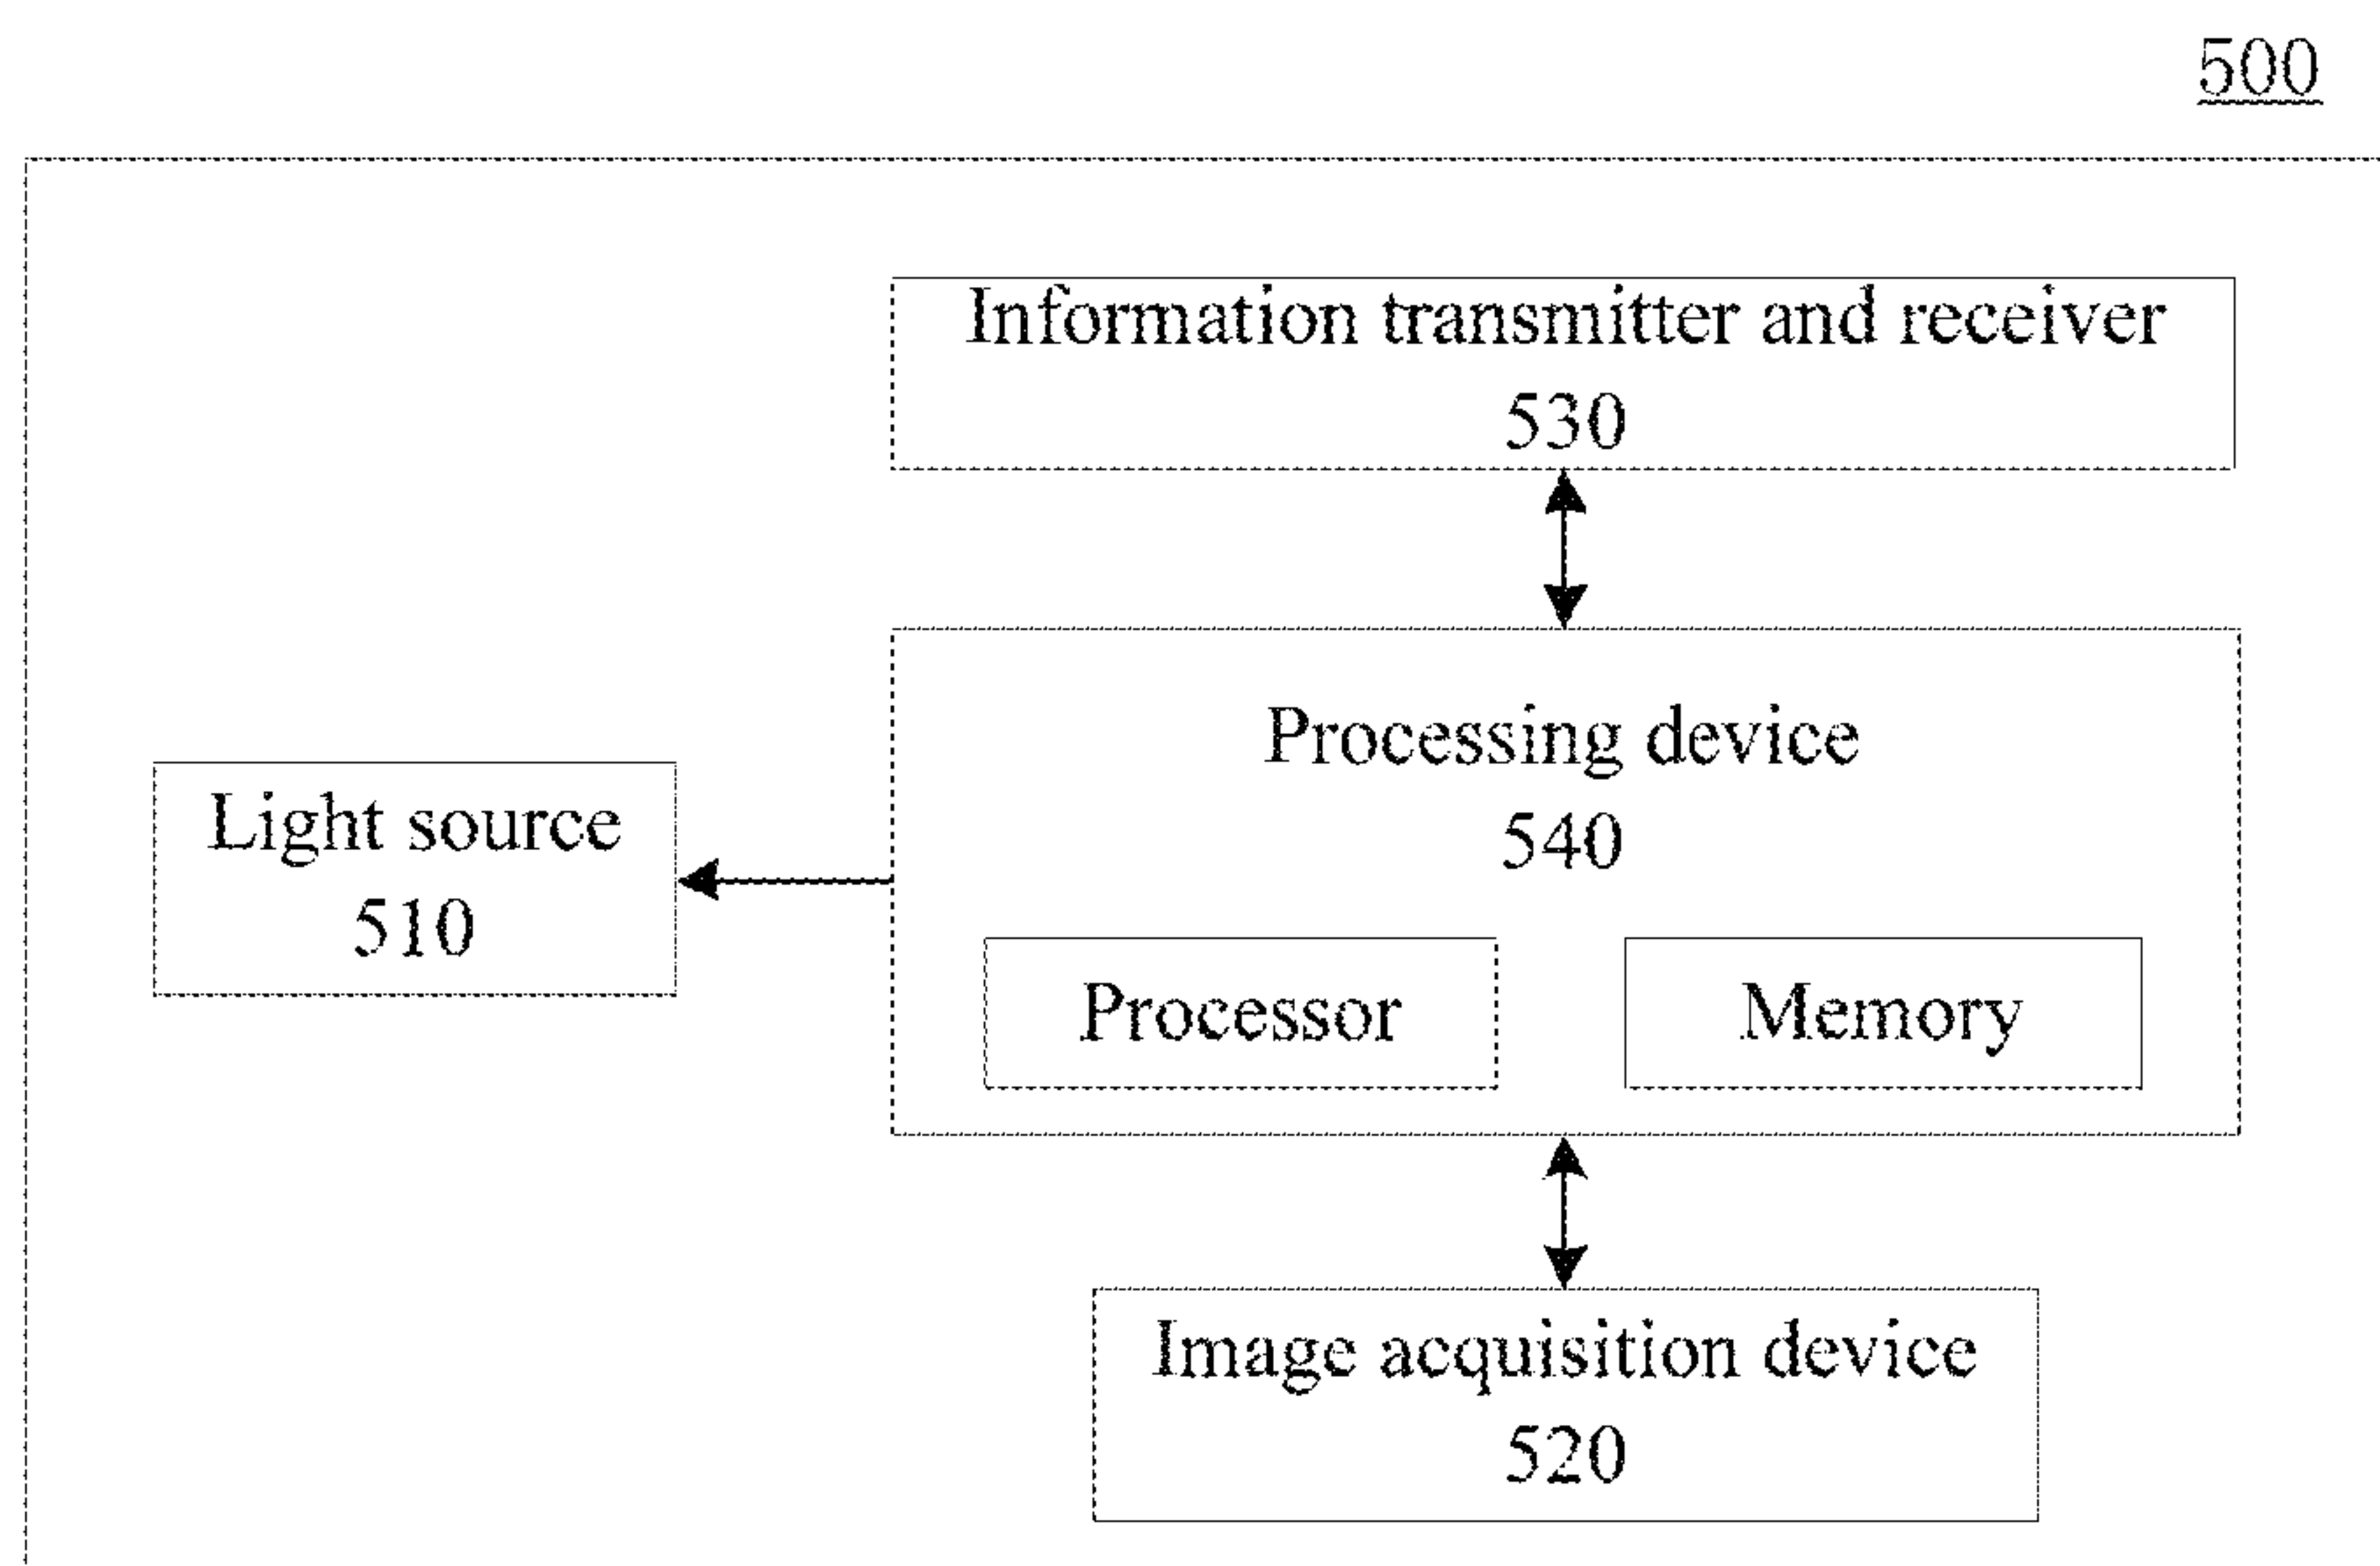 500
Information transmitter and receiver
530
Processing device
540
Light source
510
Processor
Memory
Image acquisition device
520